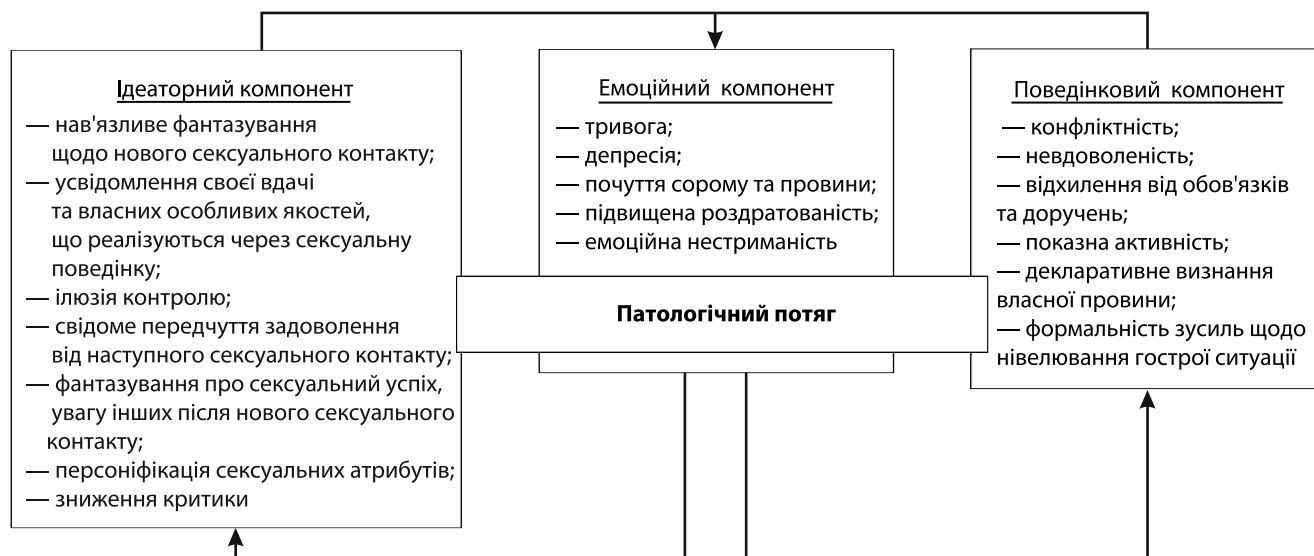 Ідеаторний компонент
— нав'язливе фантазування
щодо нового сексуального контакту;
— усвідомлення своєї вдачі
та власних особливих якостей,
що реалізуються через сексуальну
поведінку;
— ілюзія контролю;
— свідоме передчуття задоволення
від наступного сексуального контакту;
— фантазування про сексуальний успіх,
увагу інших після нового сексуального
контакту;
— персоніфікація сексуальних атрибутів;
— зниження критики
Емоційний компонент
— тривога;
— депресія;
— почуття сорому та провини;
— підвищена роздратованість;
— емоційна нестриманість
Патологічний потяг
Поведінковий компонент
— конфліктність;
— невдоволеність;
— відхилення від обов'язків
та доручень;
— показна активність;
— декларативне визнання
власної провини;
— формальність зусиль щодо
нівелювання гострої ситуації